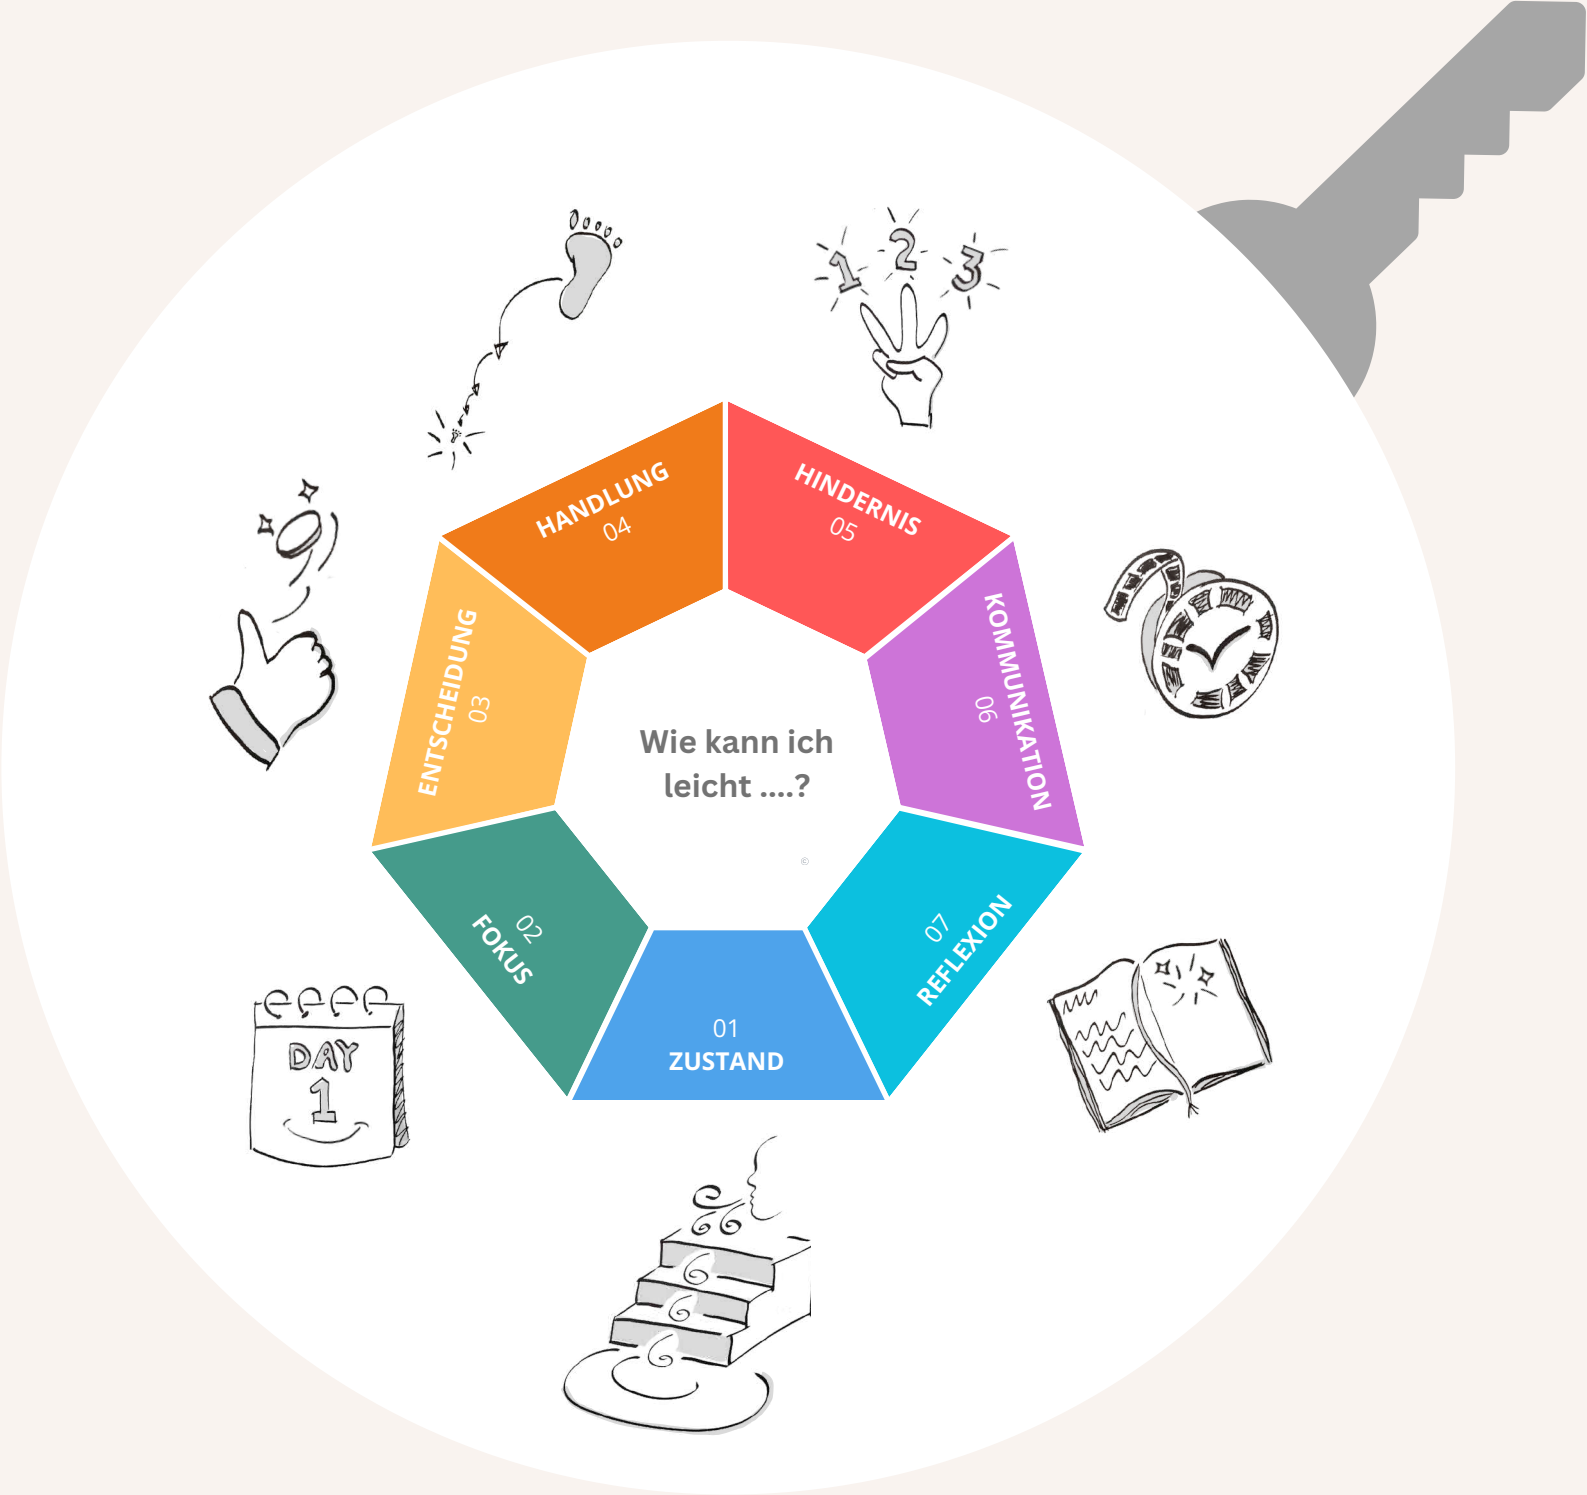 1
2
3
HANDLUNG
04
HINDERNIS
05
ENTSCHEIDUNG
03
KOMMUNIKATION
06
Wie kann ich
leicht ....?
©
02
FOKUS
07
REFLEXION
01
ZUSTAND
DAY
1